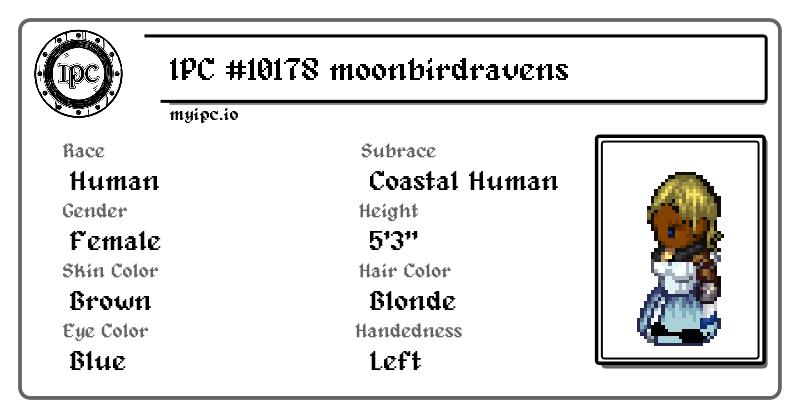 IPC
IPC #10178 moonbirdravens
myipc.io
Race
Human
Subrace
Coastal Human
Gender
Female
Height
5'3"
Skin Color
Brown
Hair Color
Blonde
Eye Color
Blue
Handedness
Left